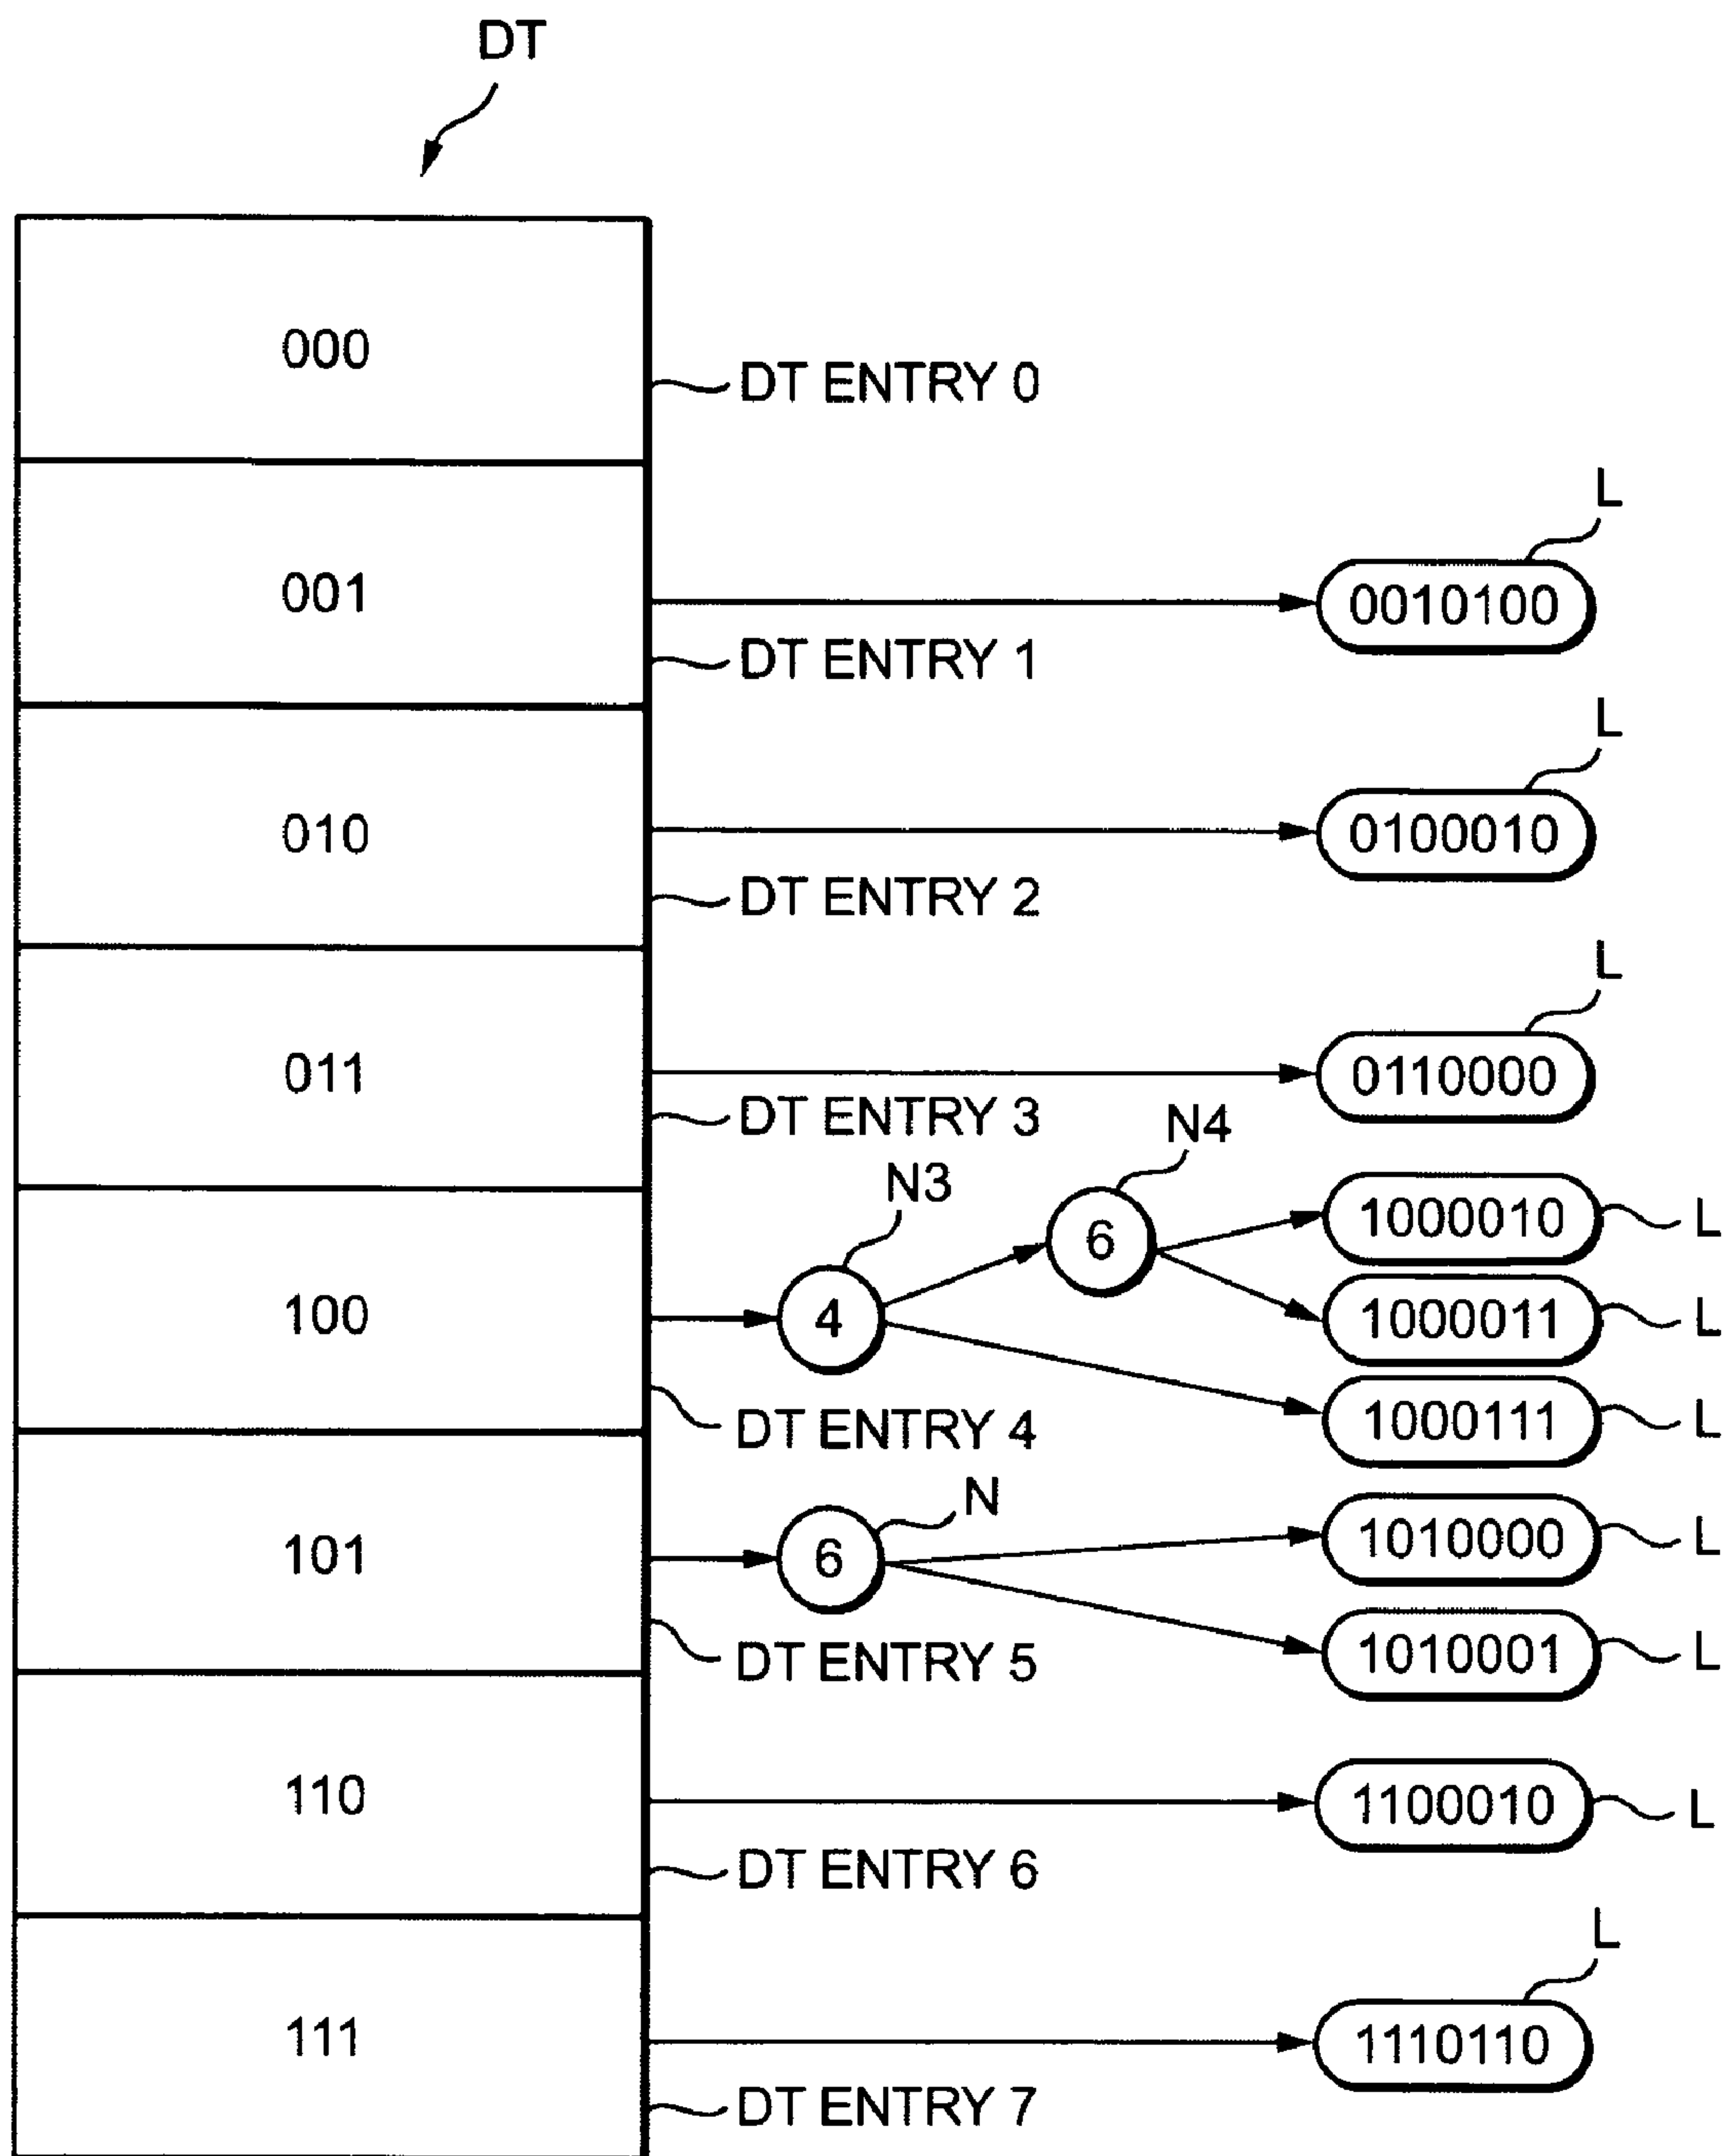 DT
000
DT ENTRY 0
L
001
0010100
DT ENTRY 1
L
010
0100010
DT ENTRY 2
L
011
0110000
DT ENTRY 3
N4
N3
1000010 L
6
100
4
1000011 L
1000111 L
DT ENTRY 4
N
1010000 L
101
6
1010001 L
DT ENTRY 5
110
1100010 L
DT ENTRY 6
L
111
1110110
DT ENTRY 7